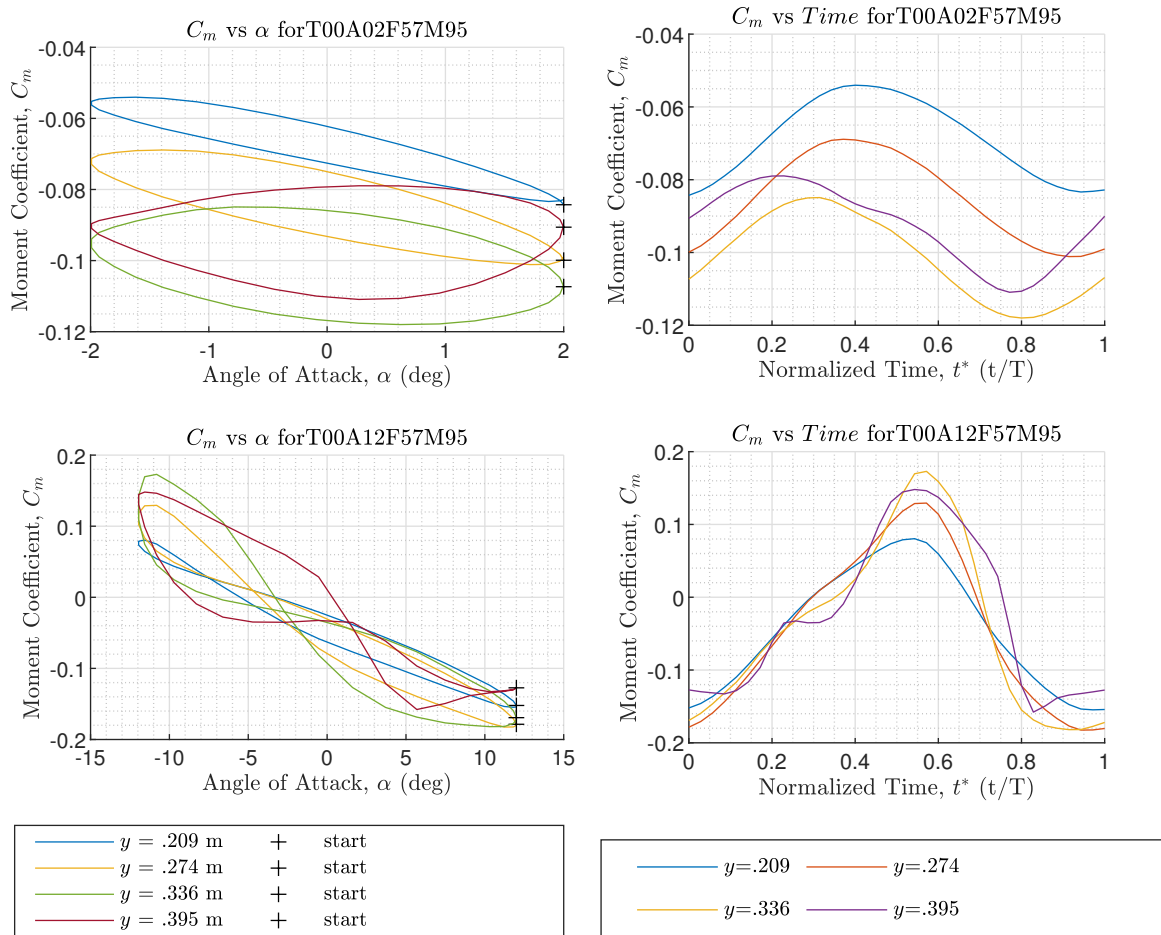 C_m vs α forT00A02F57M95
-0.04
-0.06
-0.08
-0.1
-0.12
Moment Coefficient, C_m
-2
-1
0
1
2
Angle of Attack, α (deg)
C_m vs Time forT00A02F57M95
-0.04
-0.06
-0.08
-0.1
-0.12
Moment Coefficient, C_m
0
0.2
0.4
0.6
0.8
1
Normalized Time, t* (t/T)
C_m vs α forT00A12F57M95
0.2
0.1
0
-0.1
-0.2
Moment Coefficient, C_m
-15
-10
-5
0
5
10
15
Angle of Attack, α (deg)
C_m vs Time forT00A12F57M95
0.2
0.1
0
-0.1
-0.2
Moment Coefficient, C_m
0
0.2
0.4
0.6
0.8
1
Normalized Time, t* (t/T)
y = .209 m + start
y = .274 m + start
y = .336 m + start
y = .395 m + start
y=.209 y=.274
y=.336 y=.395